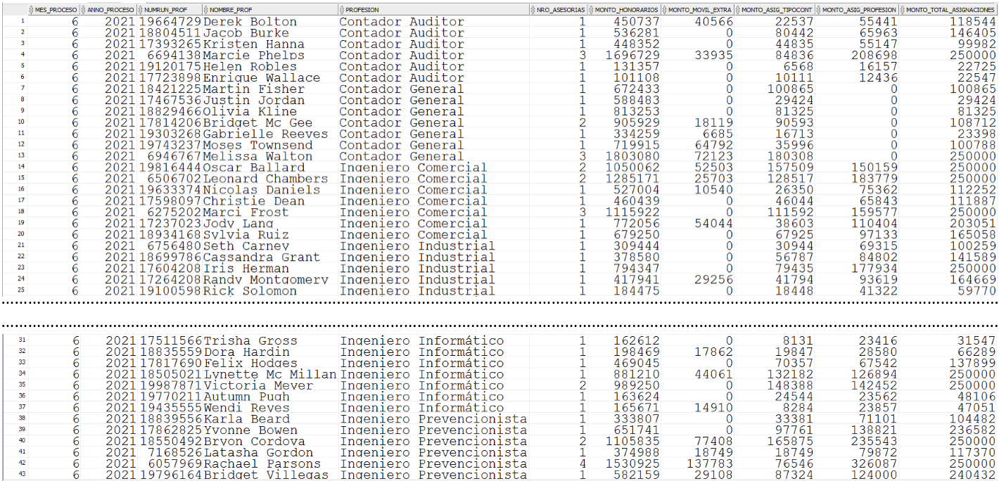 MES_PROCESO ANNO_PROCESO NUMRUN_PROF NOMBRE_PROF PROFESION NRO_ASESORIAS MONTO_HONORARIOS MONTO_MOVIL_EXTRA MONTO_ASIG_TIPOCONT MONTO_ASIG_PROFESION MONTO_TOTAL_ASIGNACIONES
1 6 2021 19664729 Derek Bolton Contador Auditor 1 450737 40566 22537 55441 118544
2 6 2021 18804511 Jacob Burke Contador Auditor 1 536281 0 80442 65963 146405
3 6 2021 17393265 Kristen Hanna Contador Auditor 1 448352 0 44835 55147 99982
4 6 2021 6694138 Marcie Phelps Contador Auditor 3 1696729 33935 84836 208698 250000
5 6 2021 19120175 Helen Robles Contador Auditor 1 131357 0 6568 16157 22725
6 6 2021 17723898 Enrique Wallace Contador Auditor 1 101108 0 10111 12436 22547
7 6 2021 18421225 Martin Fisher Contador General 1 672433 0 100865 0 100865
8 6 2021 17467536 Justin Jordan Contador General 1 588483 0 29424 0 29424
9 6 2021 18829466 Olivia Kline Contador General 1 813253 0 81325 0 81325
10 6 2021 17814206 Bridget Mc Gee Contador General 2 905929 18119 90593 0 108712
11 6 2021 19303268 Gabrielle Reeves Contador General 1 334259 6685 16713 0 23398
12 6 2021 19743237 Moses Townsend Contador General 1 719915 64792 35996 0 100788
13 6 2021 6946767 Melissa Walton Contador General 3 1803080 72123 180308 0 250000
14 6 2021 19816444 Oscar Ballard Ingeniero Comercial 2 1050062 52503 157509 150159 250000
15 6 2021 6506702 Leonard Chambers Ingeniero Comercial 2 1285171 25703 128517 183779 250000
16 6 2021 19633374 Nicolas Daniels Ingeniero Comercial 1 527004 10540 26350 75362 112252
17 6 2021 17598097 Christie Dean Ingeniero Comercial 1 460439 0 46044 65843 111887
18 6 2021 6275202 Marci Frost Ingeniero Comercial 3 1115922 0 111592 159577 250000
19 6 2021 17237023 Jody Lang Ingeniero Comercial 1 772056 54044 38603 110404 203051
20 6 2021 18934168 Sylvia Ruiz Ingeniero Comercial 1 679250 0 67925 97133 165058
21 6 2021 6756480 Seth Carney Ingeniero Industrial 1 309444 0 30944 69315 100259
22 6 2021 18699786 Cassandra Grant Ingeniero Industrial 1 378580 0 56787 84802 141589
23 6 2021 17604208 Iris Herman Ingeniero Industrial 1 794347 0 79435 177934 250000
24 6 2021 17264208 Randy Montgomery Ingeniero Industrial 1 417941 29256 41794 93619 164669
25 6 2021 19100598 Rick Solomon Ingeniero Industrial 1 184475 0 18448 41322 59770
31 6 2021 17511566 Trisha Gross Ingeniero Informático 1 162612 0 8131 23416 31547
32 6 2021 18835559 Dora Hardin Ingeniero Informático 1 198469 17862 19847 28580 66289
33 6 2021 17817690 Felix Hodges Ingeniero Informático 1 469045 0 70357 67542 137899
34 6 2021 18505021 Lynette Mc Millan Ingeniero Informático 1 881210 44061 132182 126894 250000
35 6 2021 19987871 Victoria Meyer Ingeniero Informático 2 989250 0 148388 142452 250000
36 6 2021 19770211 Autumn Pugh Ingeniero Informático 1 163624 0 24544 23562 48106
37 6 2021 19435555 Wendi Reyes Ingeniero Informático 1 165671 14910 8284 23857 47051
38 6 2021 18839556 Karla Beard Ingeniero Prevencionista 1 333807 0 33381 71101 104482
39 6 2021 17862825 Yvonne Bowen Ingeniero Prevencionista 1 651741 0 97761 138821 236582
40 6 2021 18550492 Bryon Cordova Ingeniero Prevencionista 2 1105835 77408 165875 235543 250000
41 6 2021 7168526 Latasha Gordon Ingeniero Prevencionista 1 374988 18749 18749 79872 117370
42 6 2021 6057969 Rachael Parsons Ingeniero Prevencionista 4 1530925 137783 76546 326087 250000
43 6 2021 19796164 Bridget Villegas Ingeniero Prevencionista 1 582159 29108 87324 124000 240432